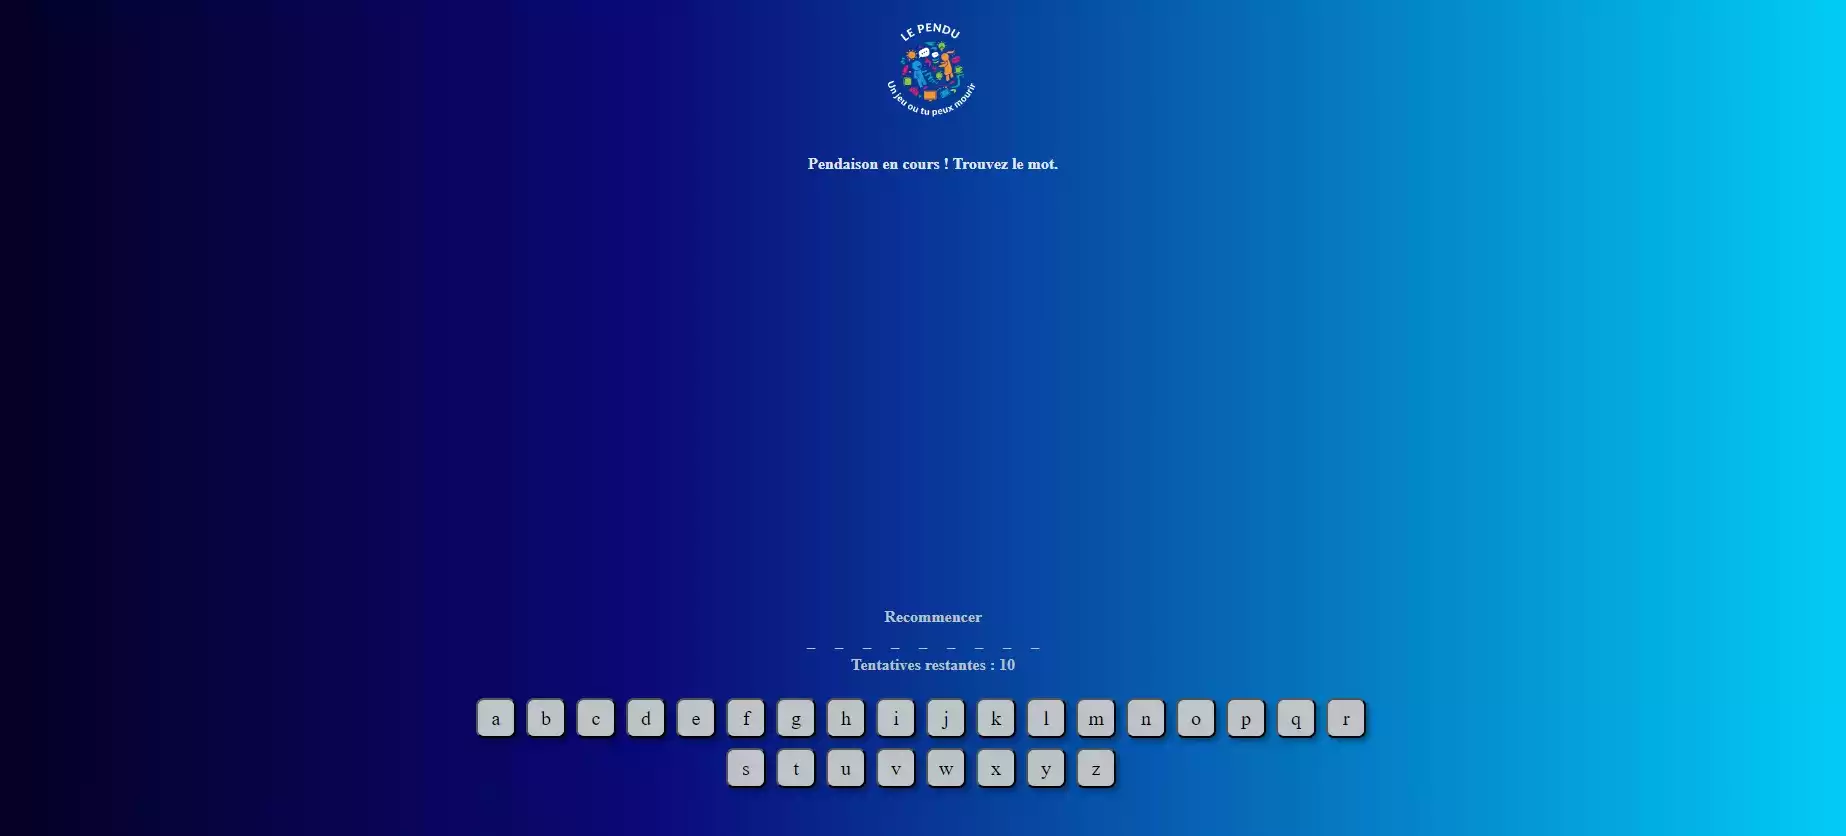 LE PENDU
Un jeu ou tu peux mourir
Pendaison en cours ! Trouvez le mot.
Recommencer
_ _ _ _ _ _ _ _ _
Tentatives restantes : 10
a b c d e f g h i j k l m n o p q r
s t u v w x y z